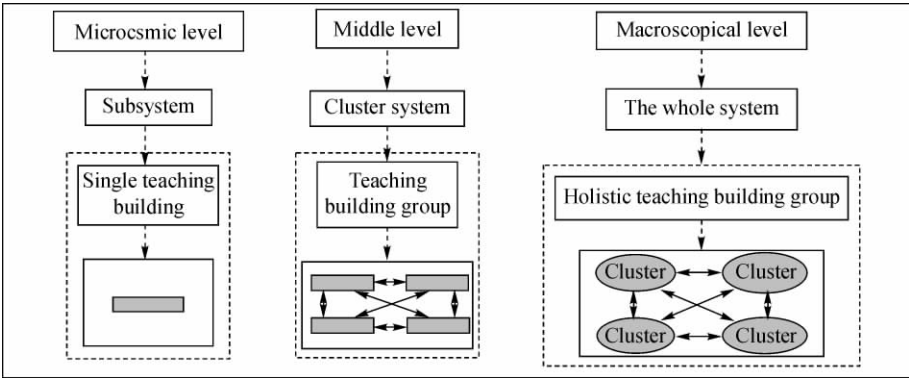 Microcsmic level
Subsystem
Single teaching
building
Middle level
Cluster system
Teaching
building group
Macroscopical level
The whole system
Holistic teaching building group
Cluster
Cluster
Cluster
Cluster